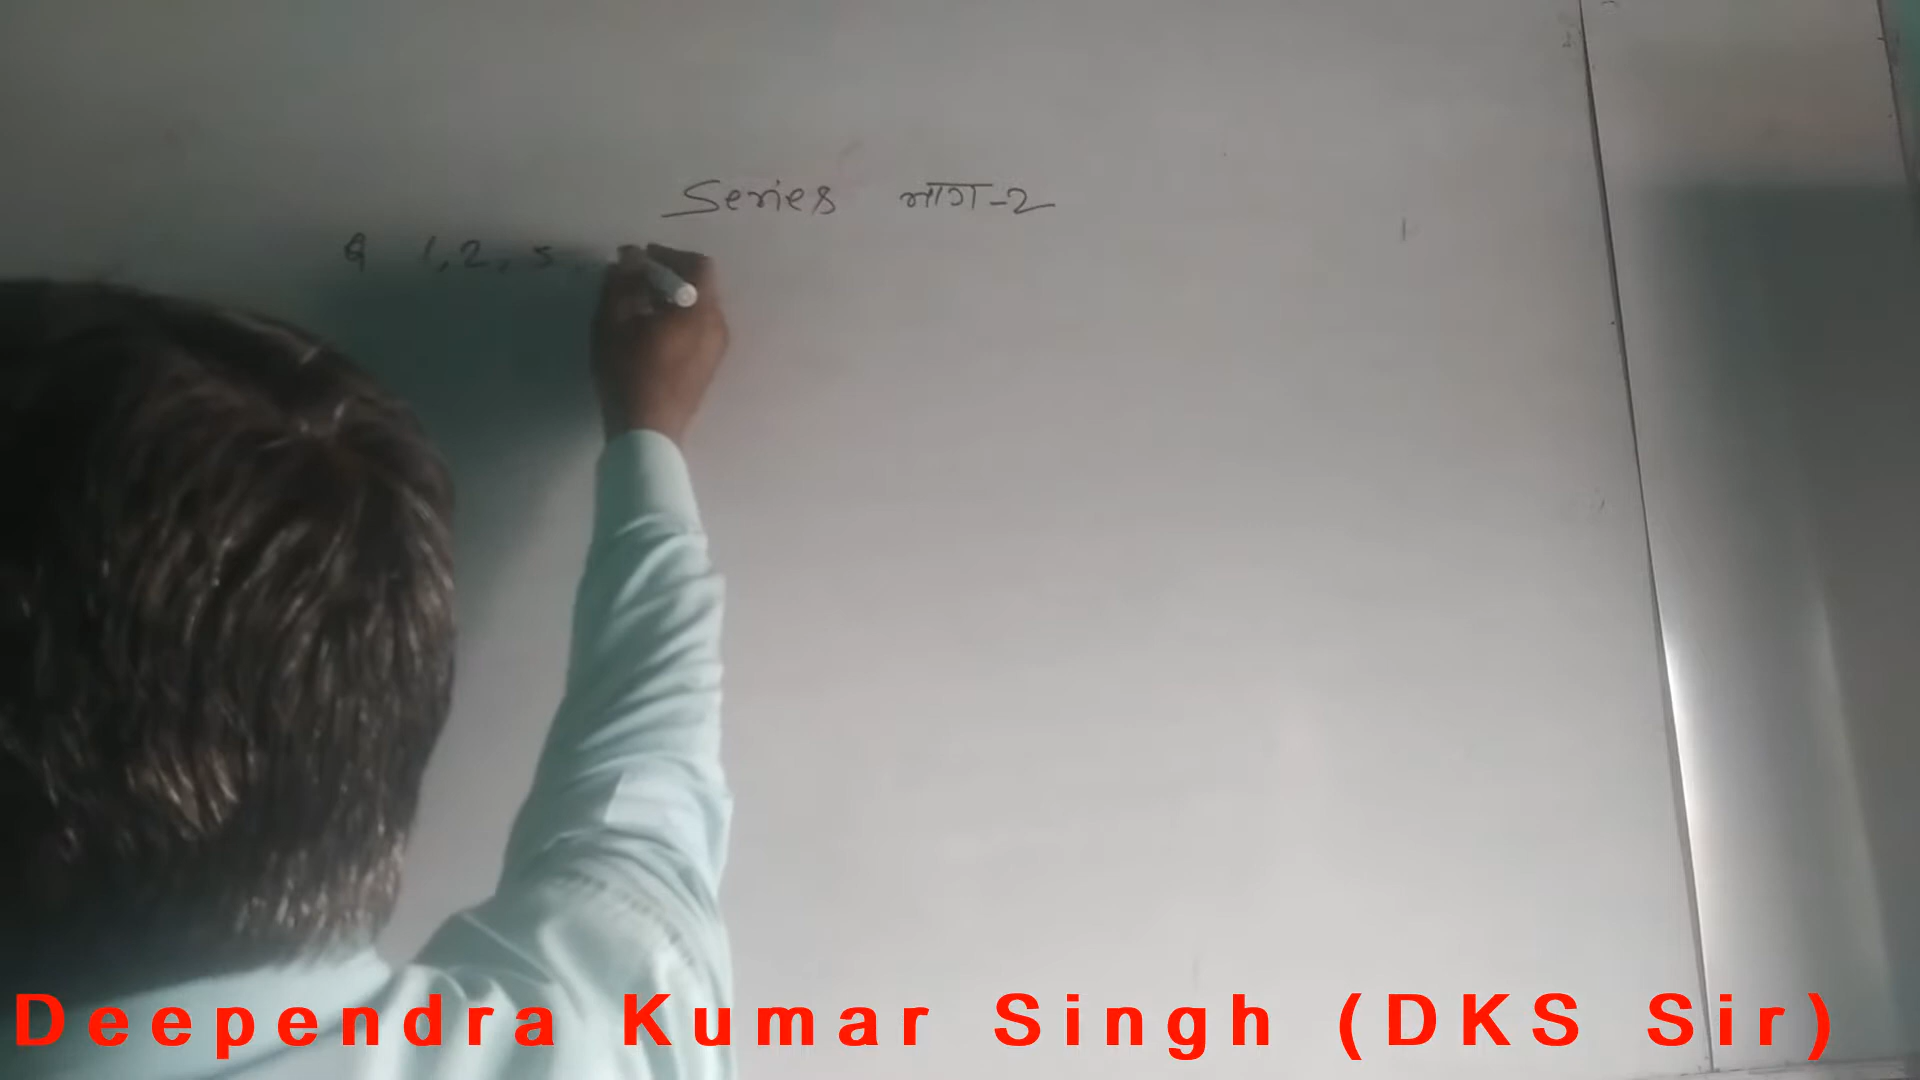 Series भाग-2
Q 1, 2, 5,
Deependra Kumar Singh (DKS Sir)